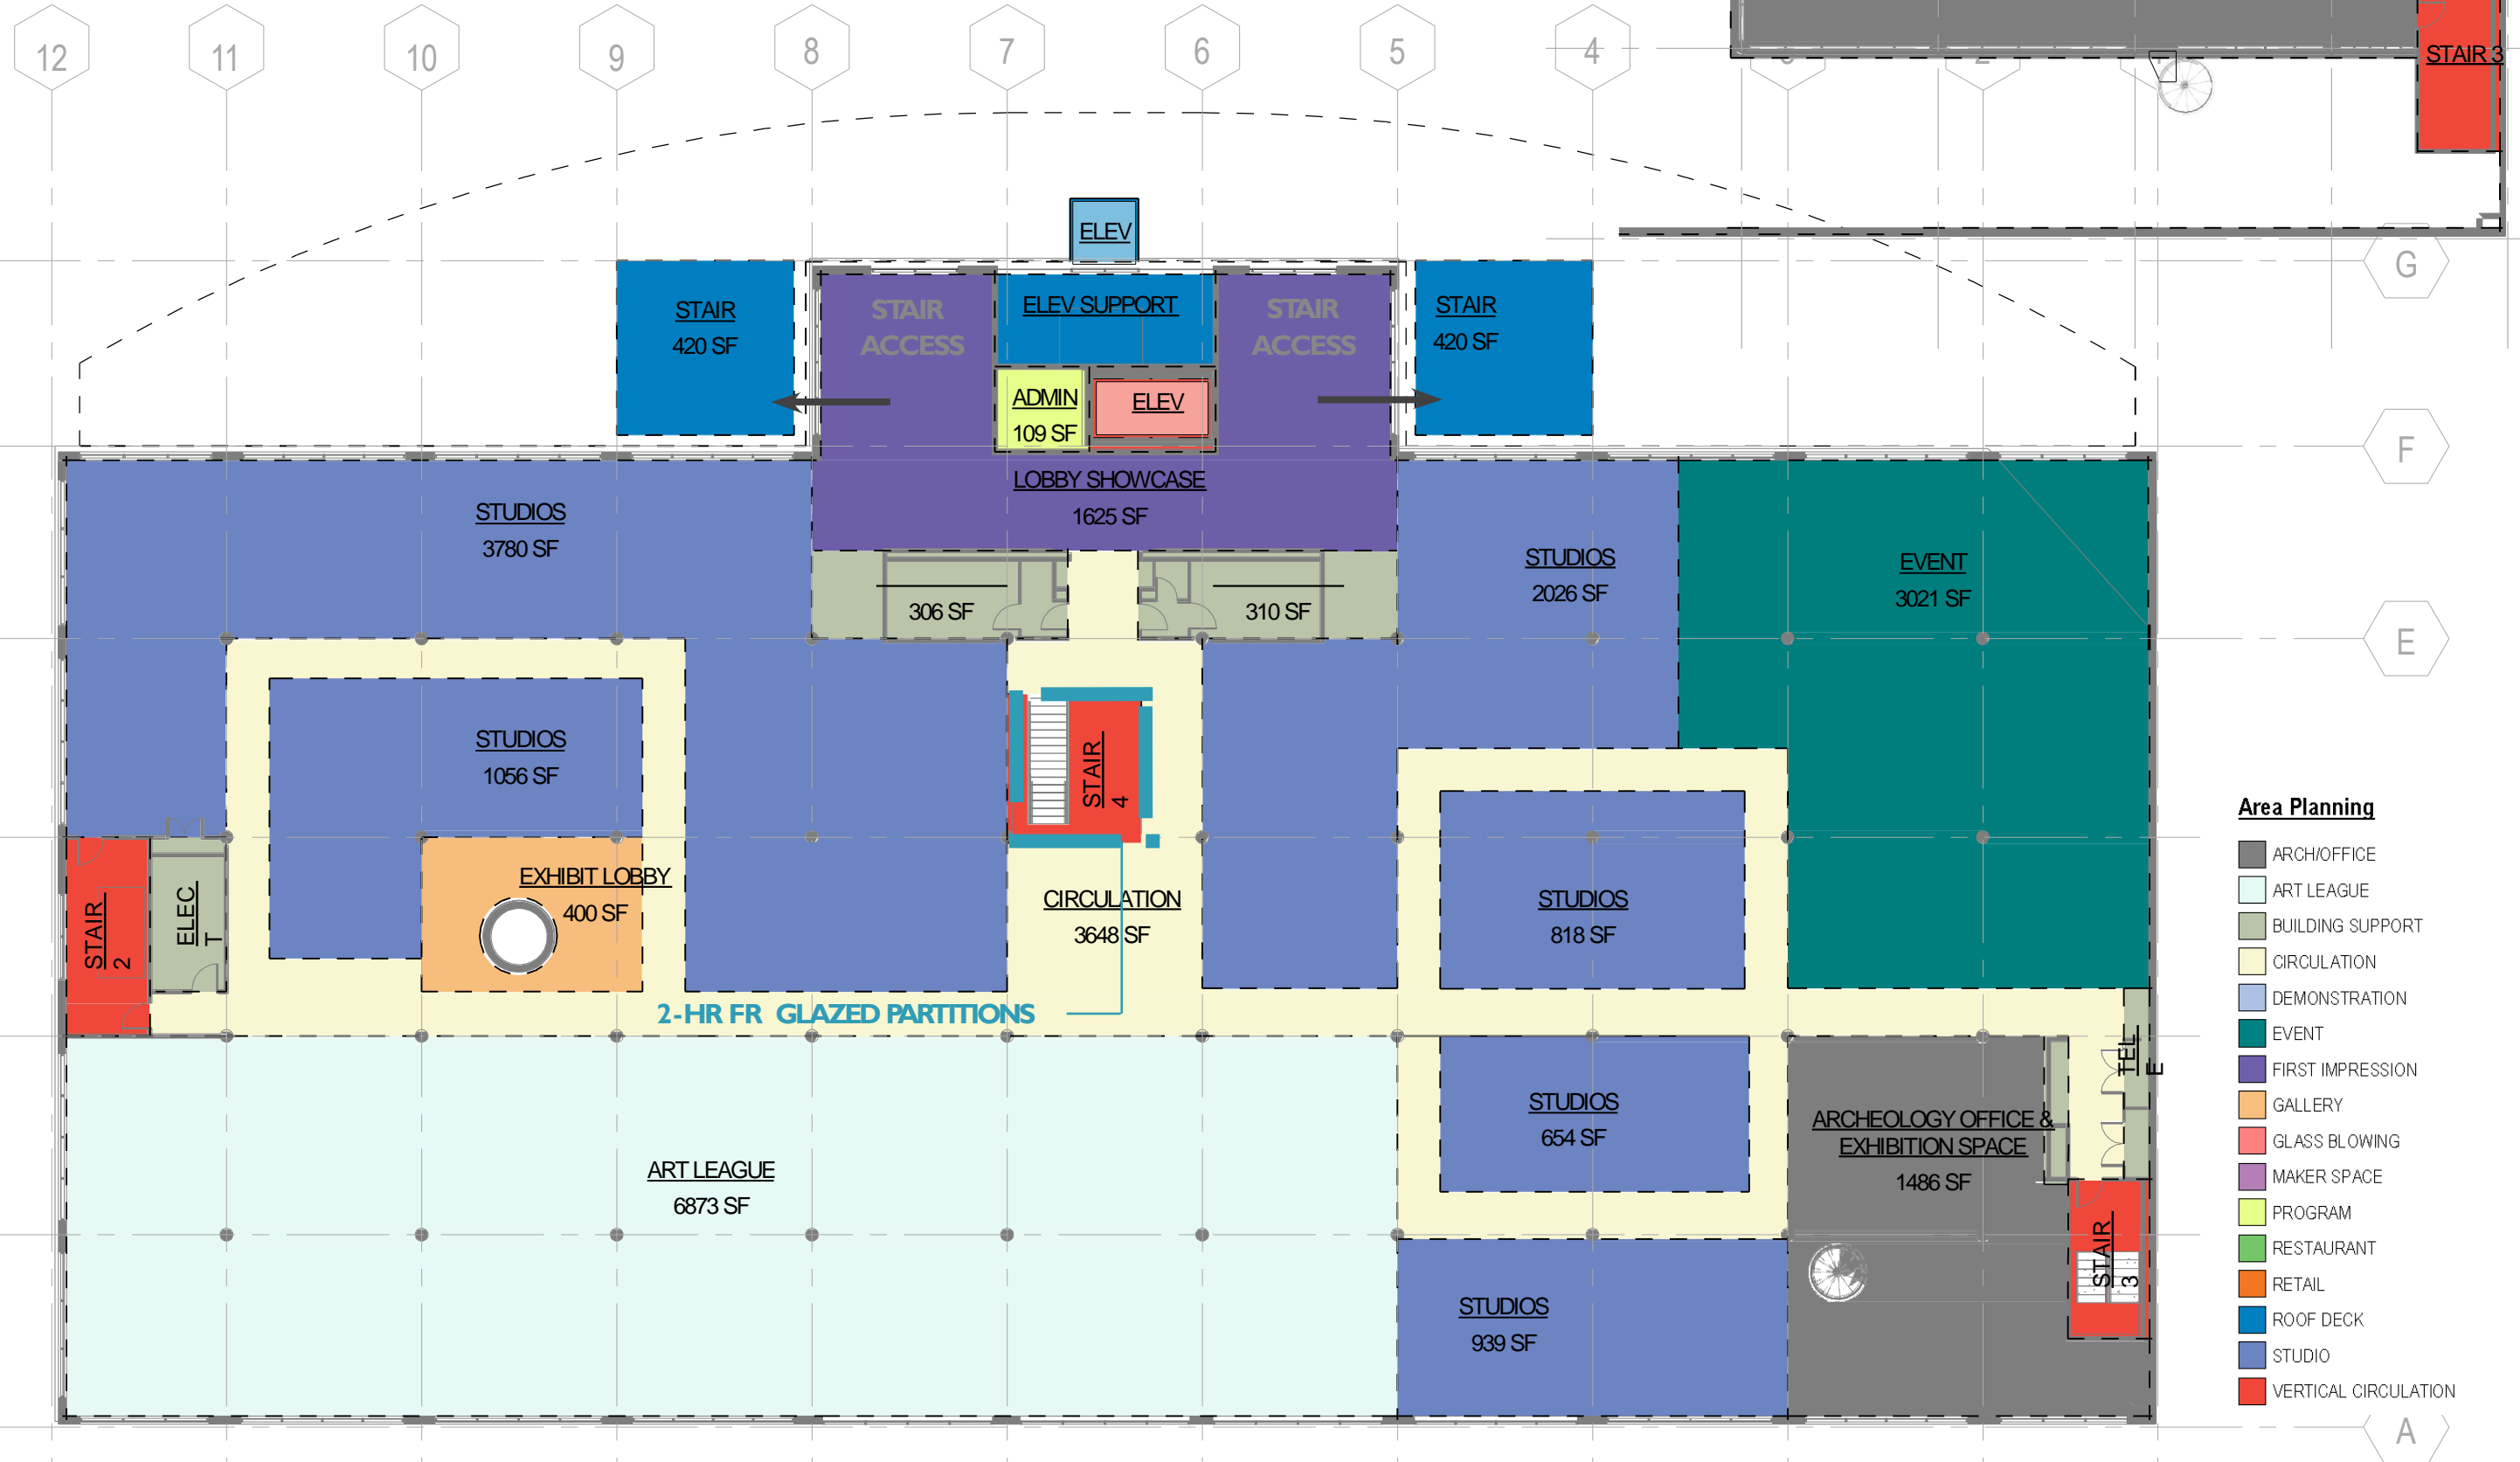 12
11
10
9
8
7
6
5
4
STAIR 3
ELEV
G
STAIR
420 SF
STAIR
ACCESS
ELEV SUPPORT
STAIR
ACCESS
STAIR
420 SF
ADMIN
109 SF
ELEV
F
LOBBY SHOWCASE
1625 SF
STUDIOS
3780 SF
STUDIOS
2026 SF
EVENT
3021 SF
306 SF
310 SF
E
STUDIOS
1056 SF
STAIR
4
EXHIBIT LOBBY
400 SF
STAIR
2
ELEC
T
CIRCULATION
3648 SF
STUDIOS
818 SF
2-HR FR GLAZED PARTITIONS
TEL
E
STUDIOS
654 SF
ARCHEOLOGY OFFICE &
EXHIBITION SPACE
1486 SF
ART LEAGUE
6873 SF
STAIR
3
STUDIOS
939 SF
Area Planning
ARCH/OFFICE
ART LEAGUE
BUILDING SUPPORT
CIRCULATION
DEMONSTRATION
EVENT
FIRST IMPRESSION
GALLERY
GLASS BLOWING
MAKER SPACE
PROGRAM
RESTAURANT
RETAIL
ROOF DECK
STUDIO
VERTICAL CIRCULATION
A